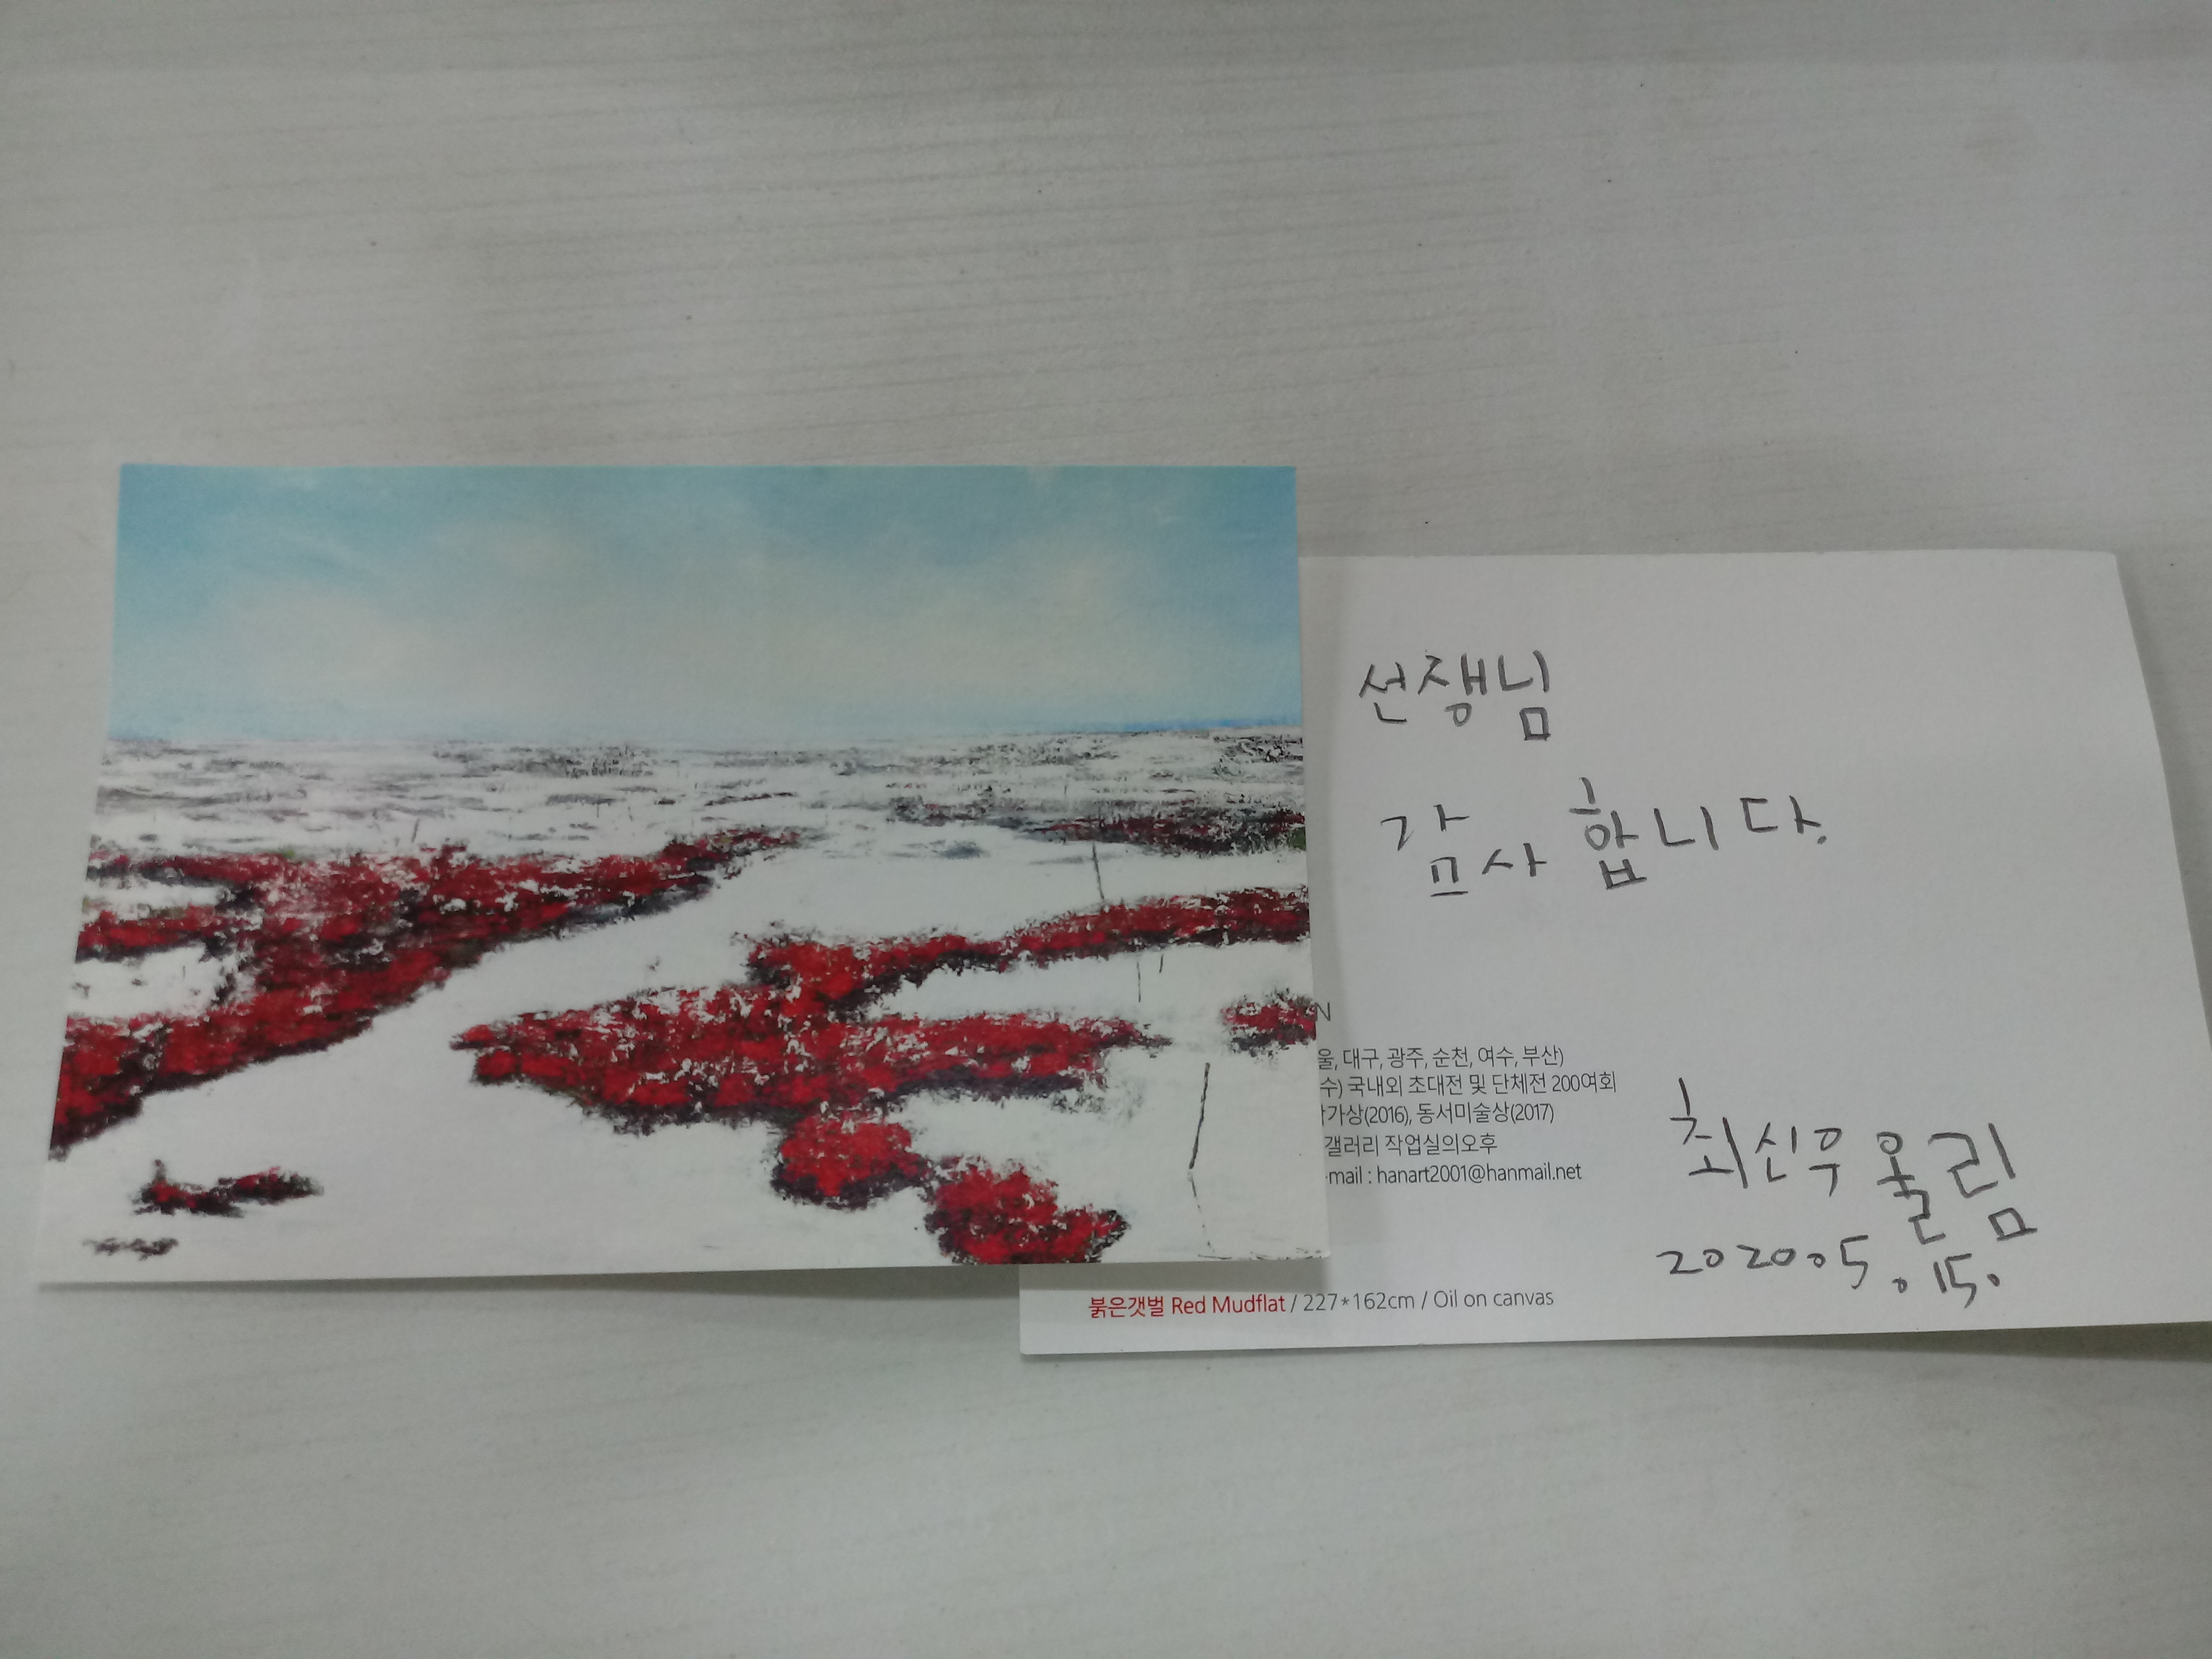 선쟁님
감사합니다.
N
울, 대구, 광주, 순천, 여수, 부산)
수) 국내외 초대전 및 단체전 200여회
가상(2016), 동서미술상(2017)
갤러리 작업실의오후
-mail : hanart2001@hanmail.net
최신우 올림
2020.5.15.
붉은갯벌 Red Mudflat / 227*162cm / Oil on canvas